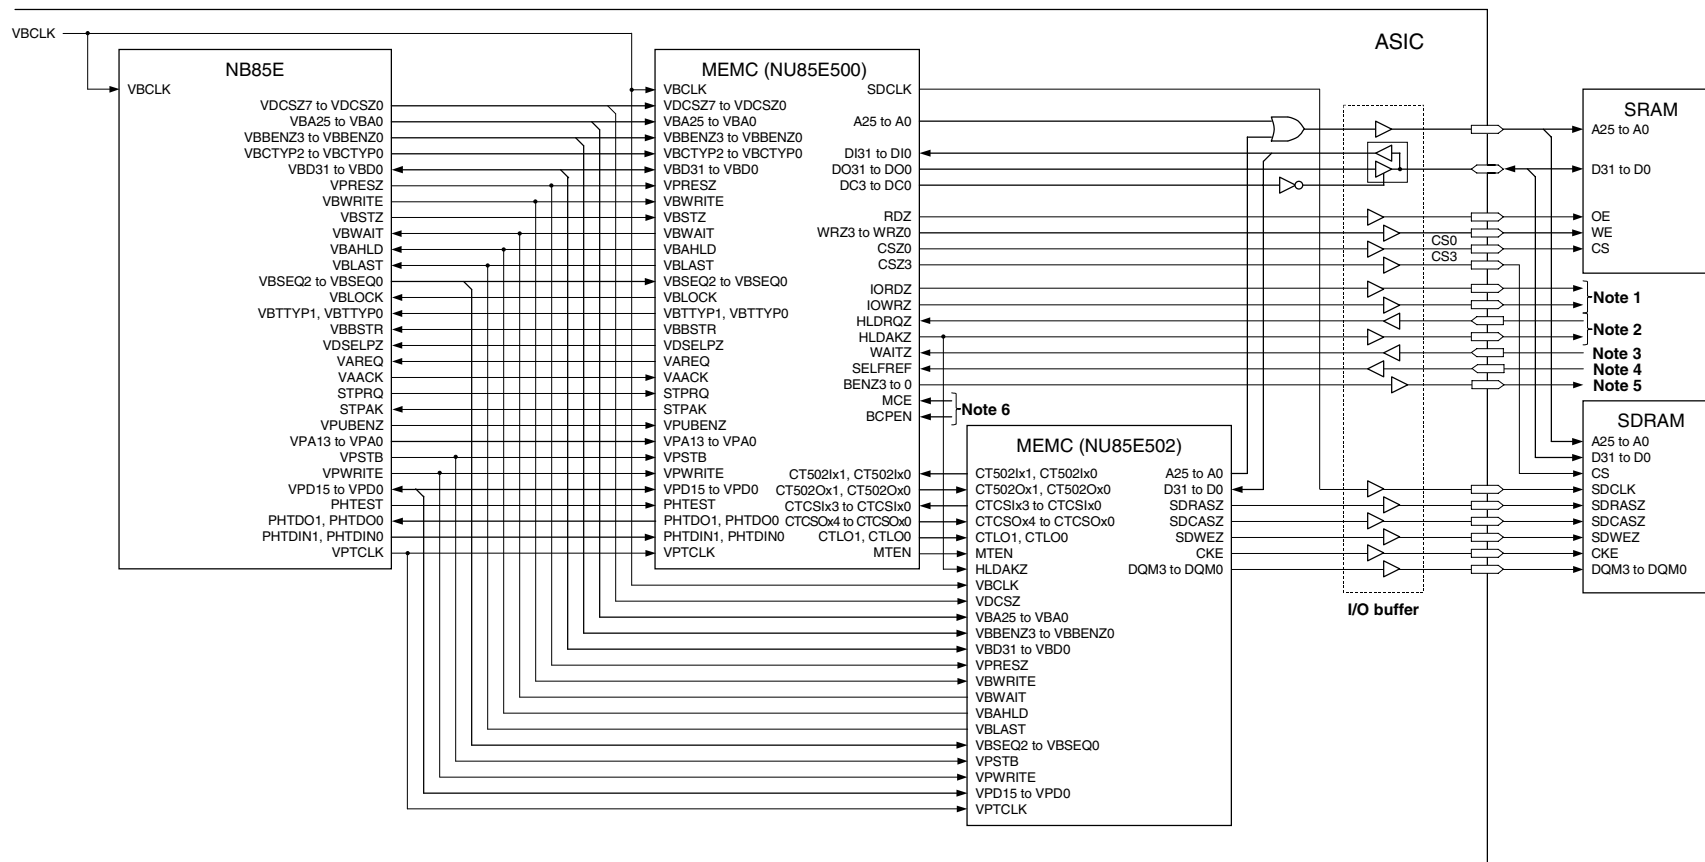 VBCLK
ASIC
NB85E
VBCLK
VDCSZ7 to VDCSZ0
VBA25 to VBA0
VBBENZ3 to VBBENZ0
VBCTYP2 to VBCTYP0
VBD31 to VBD0
VPRESZ
VBWRITE
VBSTZ
VBWAIT
VBAHLD
VBLAST
VBSEQ2 to VBSEQ0
VBLOCK
VBTTYP1, VBTTYP0
VBBSTR
VDSELPZ
VAREQ
VAACK
STPRQ
STPAK
VPUBENZ
VPA13 to VPA0
VPSTB
VPWRITE
VPD15 to VPD0
PHTEST
PHTDO1, PHTDO0
PHTDIN1, PHTDIN0
VPTCLK
MEMC (NU85E500)
VBCLK
VDCSZ7 to VDCSZ0
VBA25 to VBA0
VBBENZ3 to VBBENZ0
VBCTYP2 to VBCTYP0
VBD31 to VBD0
VPRESZ
VBWRITE
VBSTZ
VBWAIT
VBAHLD
VBLAST
VBSEQ2 to VBSEQ0
VBLOCK
VBTTYP1, VBTTYP0
VBBSTR
VDSELPZ
VAREQ
VAACK
STPRQ
STPAK
VPUBENZ
VPA13 to VPA0
VPSTB
VPWRITE
VPD15 to VPD0
PHTEST
PHTDO1, PHTDO0
PHTDIN1, PHTDIN0
VPTCLK
SDCLK
A25 to A0
DI31 to DI0
DO31 to DO0
DC3 to DC0
RDZ
WRZ3 to WRZ0
CSZ0
CSZ3
IORDZ
IOWRZ
HLDRQZ
HLDAKZ
WAITZ
SELFREF
BENZ3 to 0
MCE
BCPEN
CT502Ix1, CT502Ix0
CT502Ox1, CT502Ox0
CTCSIx3 to CTCSIx0
CTCSOx4 to CTCSOx0
CTLO1, CTLO0
MTEN
Note 6
MEMC (NU85E502)
CT502Ix1, CT502Ix0
CT502Ox1, CT502Ox0
CTCSIx3 to CTCSIx0
CTCSOx4 to CTCSOx0
CTLO1, CTLO0
MTEN
HLDAKZ
VBCLK
VDCSZ
VBA25 to VBA0
VBBENZ3 to VBBENZ0
VBD31 to VBD0
VPRESZ
VBWRITE
VBWAIT
VBAHLD
VBLAST
VBSEQ2 to VBSEQ0
VPSTB
VPWRITE
VPD15 to VPD0
VPTCLK
A25 to A0
D31 to D0
SDRASZ
SDCASZ
SDWEZ
CKE
DQM3 to DQM0
I/O buffer
CS0
CS3
SRAM
A25 to A0
D31 to D0
OE
WE
CS
Note 1
Note 2
Note 3
Note 4
Note 5
SDRAM
A25 to A0
D31 to D0
CS
SDCLK
SDRASZ
SDCASZ
SDWEZ
CKE
DQM3 to DQM0